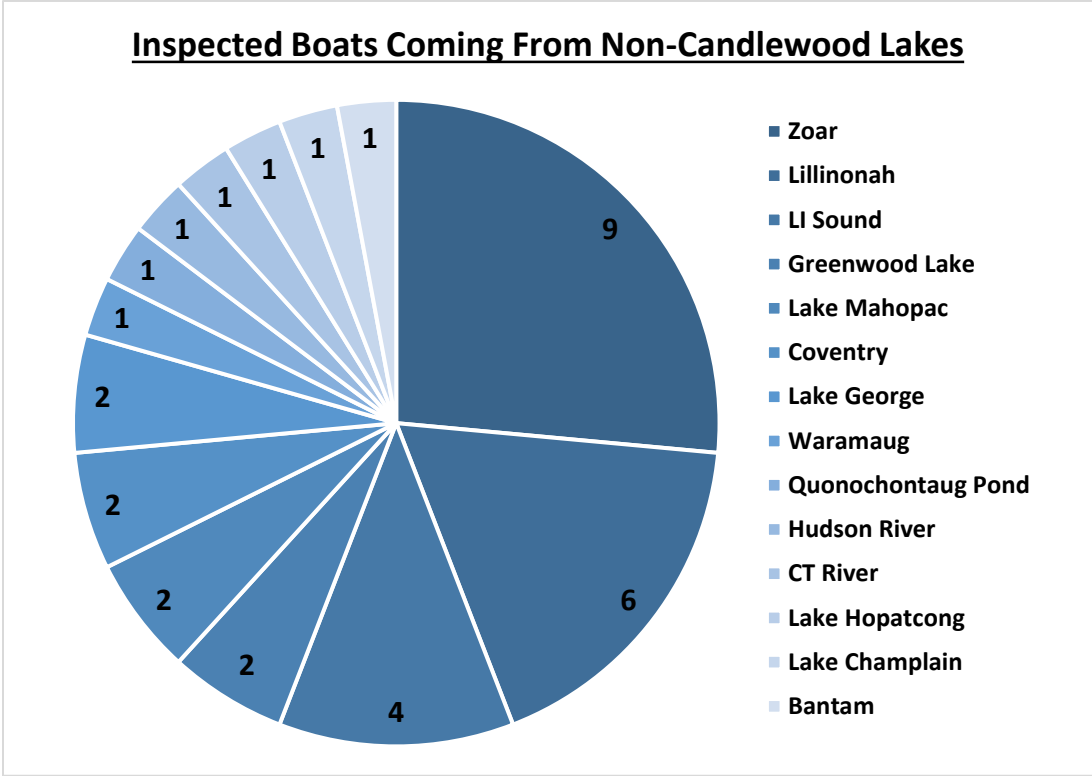 Inspected Boats Coming From Non-Candlewood Lakes
9
6
4
2
2
2
2
1
1
1
1
1
1
1
Zoar
Lillinonah
LI Sound
Greenwood Lake
Lake Mahopac
Coventry
Lake George
Waramaug
Quonochontaug Pond
Hudson River
CT River
Lake Hopatcong
Lake Champlain
Bantam